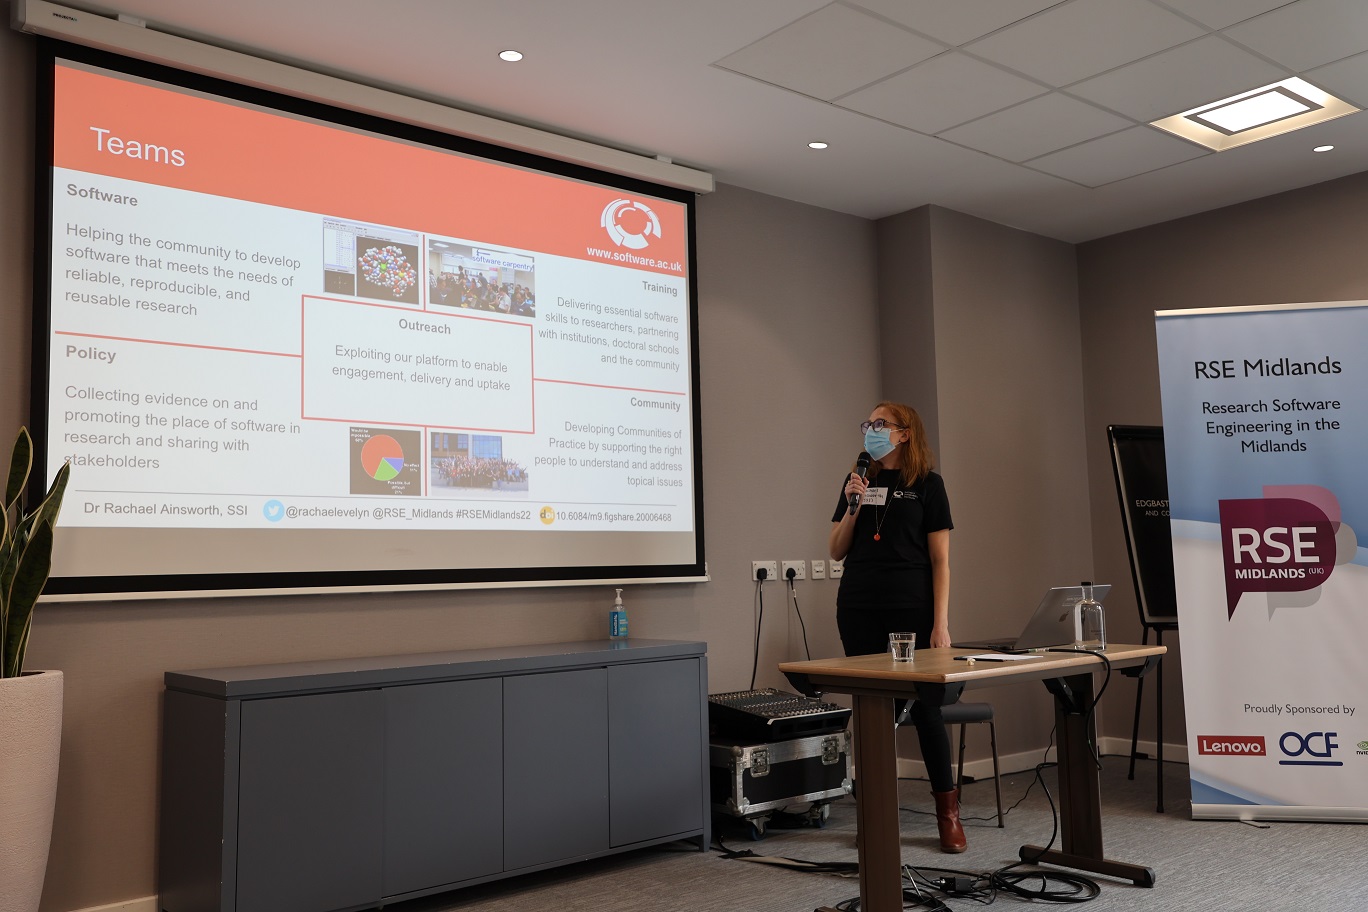 Teams
www.software.ac.uk
Software
Helping the community to develop
software that meets the needs of
reliable, reproducible, and
reusable research
software carpentry
Training
Delivering essential software
skills to researchers, partnering
with institutions, doctoral schools
and the community
Outreach
Exploiting our platform to enable
engagement, delivery and uptake
Policy
Collecting evidence on and
promoting the place of software in
research and sharing with
stakeholders
Community
Developing Communities of
Practice by supporting the right
people to understand and address
topical issues
Dr Rachael Ainsworth, SSI
@rachaelevelyn @RSE_Midlands #RSEMidlands22
10.6084/m9.figshare.20006468
EDGBAST
AND CO
RSE Midlands
Research Software
Engineering in the
Midlands
RSE
MIDLANDS (UK)
Proudly Sponsored by
Lenovo
OCF